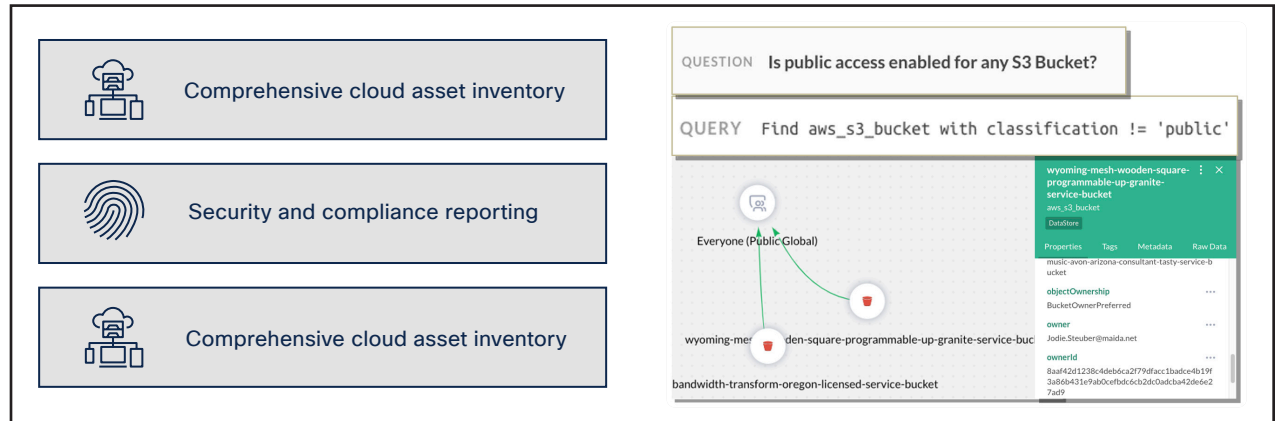 Comprehensive cloud asset inventory
Security and compliance reporting
Comprehensive cloud asset inventory
QUESTION Is public access enabled for any S3 Bucket?
QUERY Find aws_s3_bucket with classification != 'public'
Everyone (Public Global)
wyoming-mes den-square-programmable-up-granite-service-buc
bandwidth-transform-oregon-licensed-service-bucket
wyoming-mesh-wooden-square-
programmable-up-granite-
service-bucket
aws_s3_bucket
DataStore
Properties Tags Metadata Raw Data
music-avon-arizona-consultant-tasty-service-b
ucket
objectOwnership
BucketOwnerPreferred
owner
Jodie.Steuber@maida.net
ownerId
8aaf42d1238c4deb6ca2f79dfacc1badce4b19f
3a86b431e9ab0cefbdc6cb2dc0adcba42de6e2
7ad9